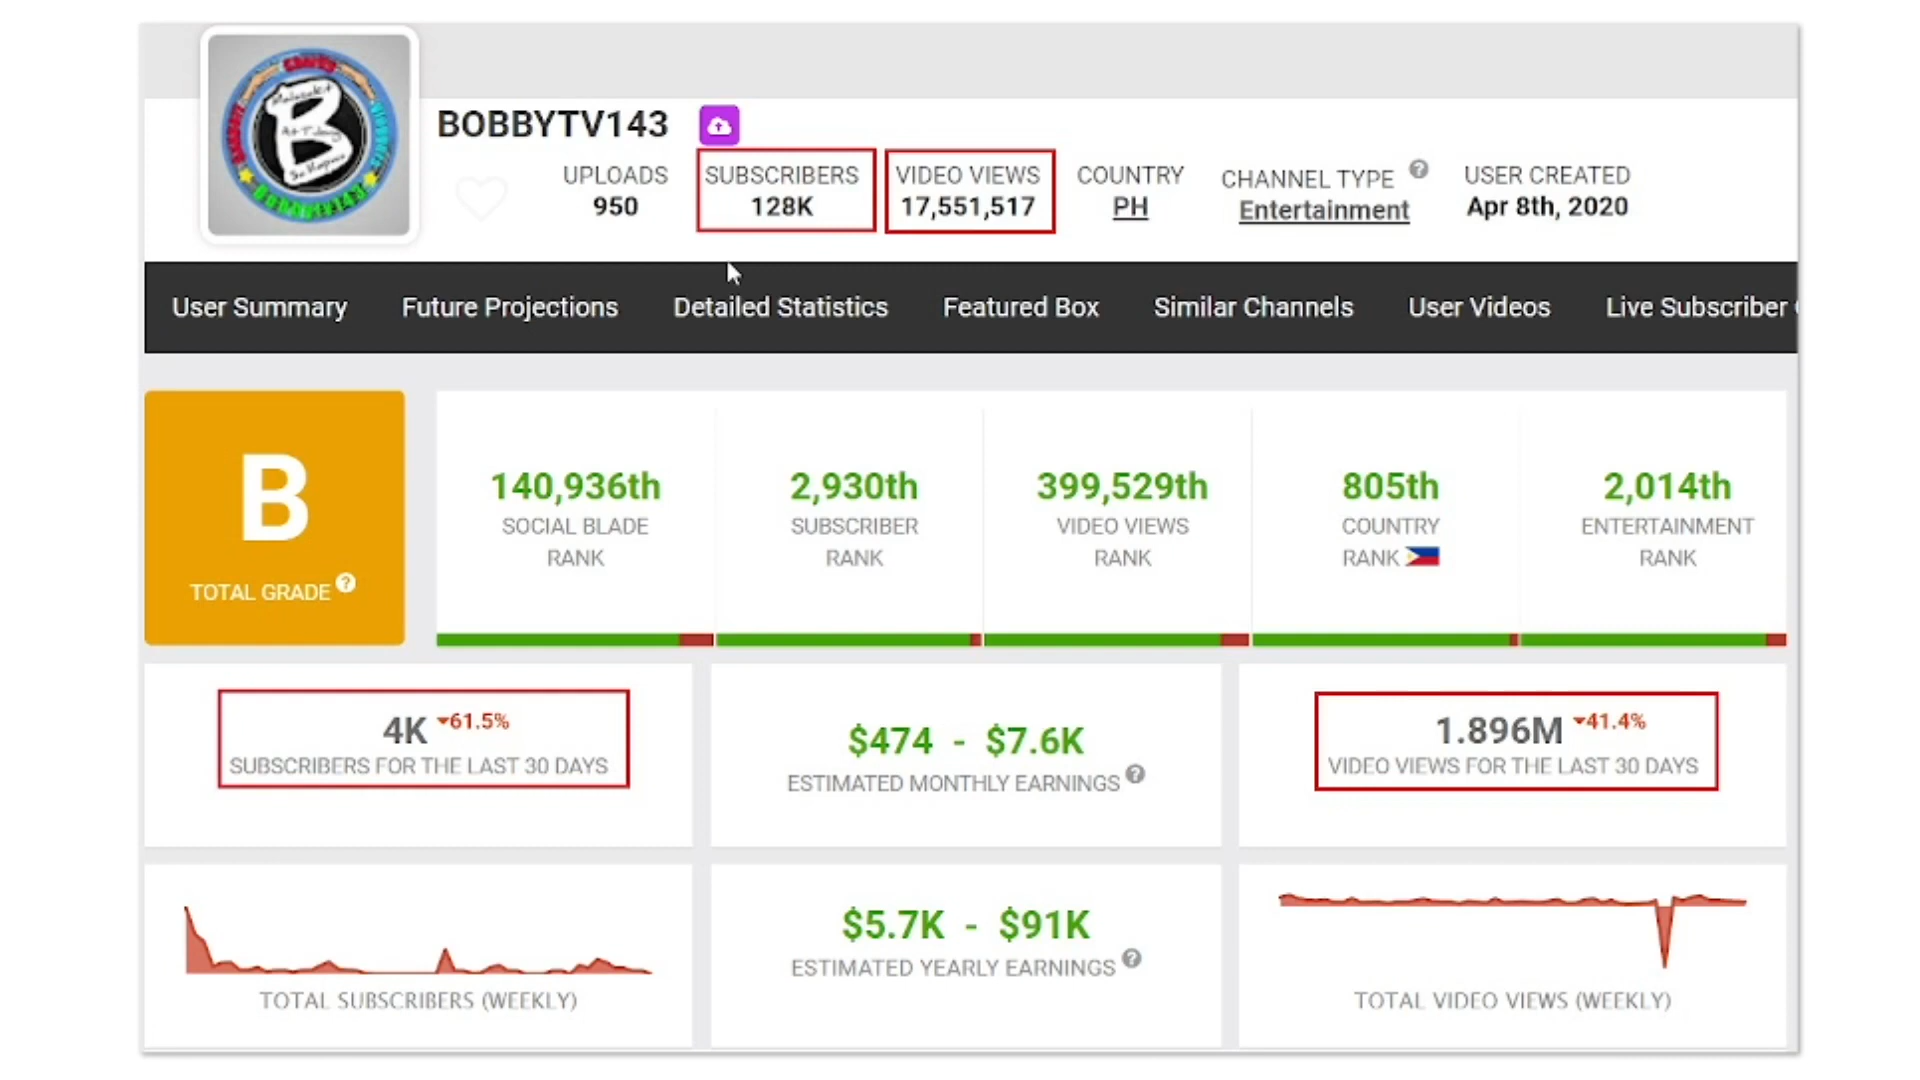 BOBBYTV143
UPLOADS
950
SUBSCRIBERS
128K
VIDEO VIEWS
17,551,517
COUNTRY
PH
CHANNEL TYPE ?
Entertainment
USER CREATED
Apr 8th, 2020
User Summary Future Projections Detailed Statistics Featured Box Similar Channels User Videos Live Subscriber
B
TOTAL GRADE ?
140,936th
SOCIAL BLADE
RANK
2,930th
SUBSCRIBER
RANK
399,529th
VIDEO VIEWS
RANK
805th
COUNTRY
RANK
2,014th
ENTERTAINMENT
RANK
4K 61.5%
SUBSCRIBERS FOR THE LAST 30 DAYS
$474 - $7.6K
ESTIMATED MONTHLY EARNINGS ?
1.896M 41.4%
VIDEO VIEWS FOR THE LAST 30 DAYS
TOTAL SUBSCRIBERS (WEEKLY)
$5.7K - $91K
ESTIMATED YEARLY EARNINGS ?
TOTAL VIDEO VIEWS (WEEKLY)